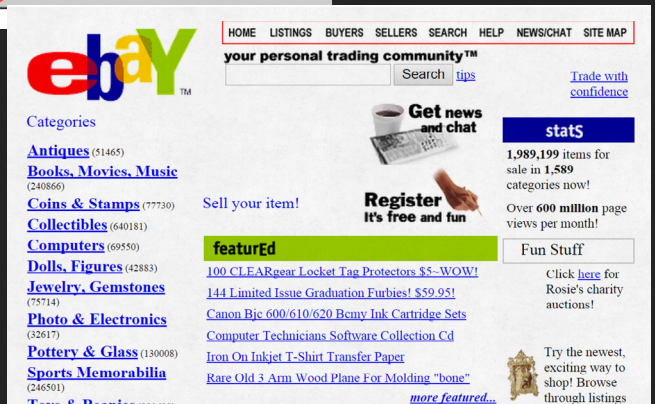 ebaY™
HOME LISTINGS BUYERS SELLERS SEARCH HELP NEWS/CHAT SITE MAP
your personal trading community™
Search tips
Trade with
confidence
Categories
Antiques (51465)
Books, Movies, Music
(240866)
Coins & Stamps (77730)
Collectibles (640181)
Computers (69550)
Dolls, Figures (42883)
Jewelry, Gemstones
(75714)
Photo & Electronics
(32617)
Pottery & Glass (130008)
Sports Memorabilia
(246501)
Get news
and chat
Sell your item!
Register
It's free and fun
featurEd
100 CLEARgear Locket Tag Protectors $5~WOW!
144 Limited Issue Graduation Furbies! $59.95!
Canon Bjc 600/610/620 Bcmy Ink Cartridge Sets
Computer Technicians Software Collection Cd
Iron On Inkjet T-Shirt Transfer Paper
Rare Old 3 Arm Wood Plane For Molding "bone"
more featured...
statS
1,989,199 items for
sale in 1,589
categories now!
Over 600 million page
views per month!
Fun Stuff
Click here for
Rosie's charity
auctions!
Try the newest,
exciting way to
shop! Browse
through listings